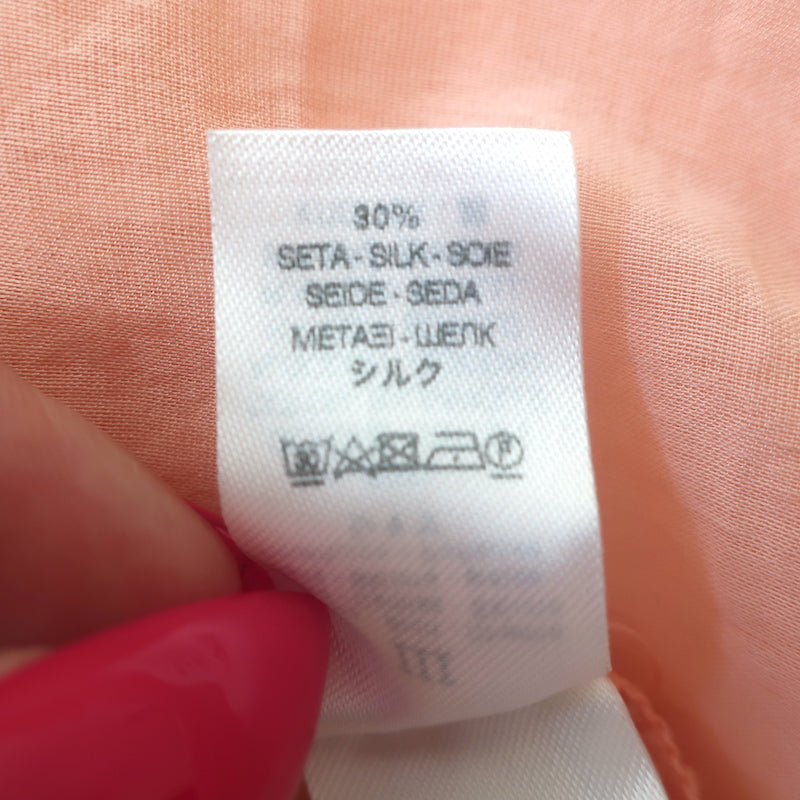 30%
SETA - SILK - SOIE
SEIDE - SEDA
ΜΕΤΑΞΙ - ШЕЛК
シルク